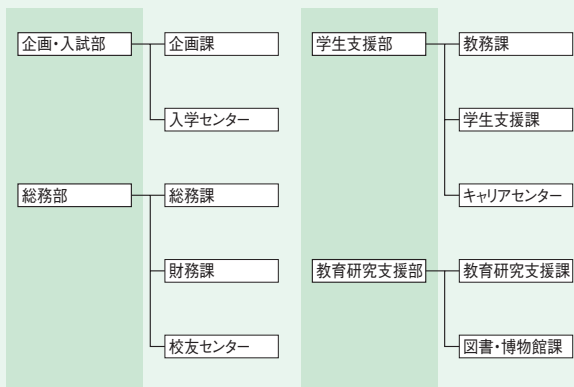 企画・入試部
企画課
入学センター
総務部
総務課
財務課
校友センター
学生支援部
教務課
学生支援課
キャリアセンター
教育研究支援部
教育研究支援課
図書・博物館課